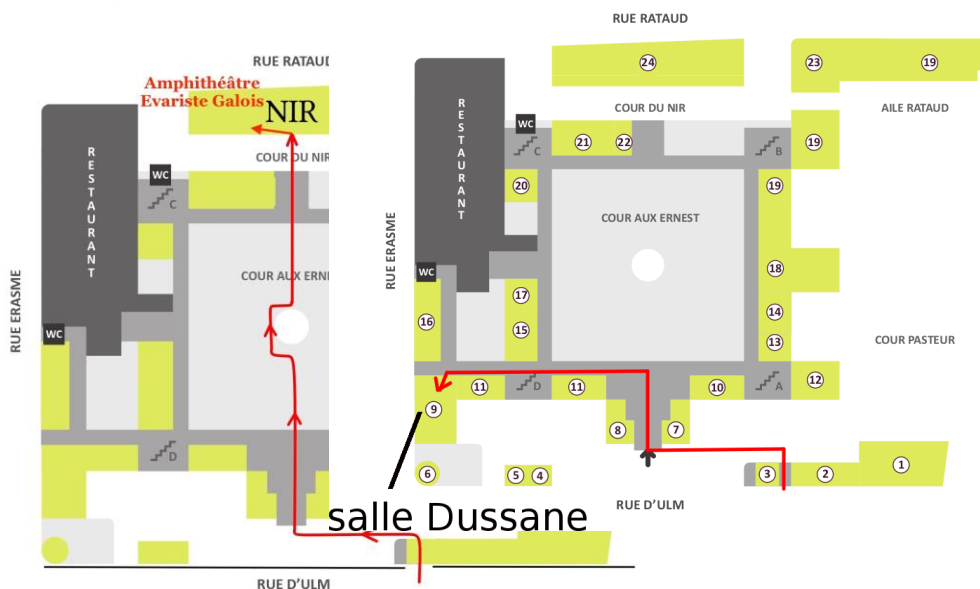 RUE RATAUD
Amphithéâtre
Evariste Galois
NIR
COUR DU NIR
WC
C
RESTAURANT
COUR AUX ERNE
RUE ERASME
WC
D
RUE D'ULM
RUE RATAUD
24
23
19
COUR DU NIR
AILE RATAUD
WC
C
21
22
B
19
RESTAURANT
20
19
COUR AUX ERNEST
RUE ERASME
WC
18
17
16
15
14
13
COUR PASTEUR
11
D
11
10
A
12
9
8
7
6
5
4
3
2
1
RUE D'ULM
salle Dussane